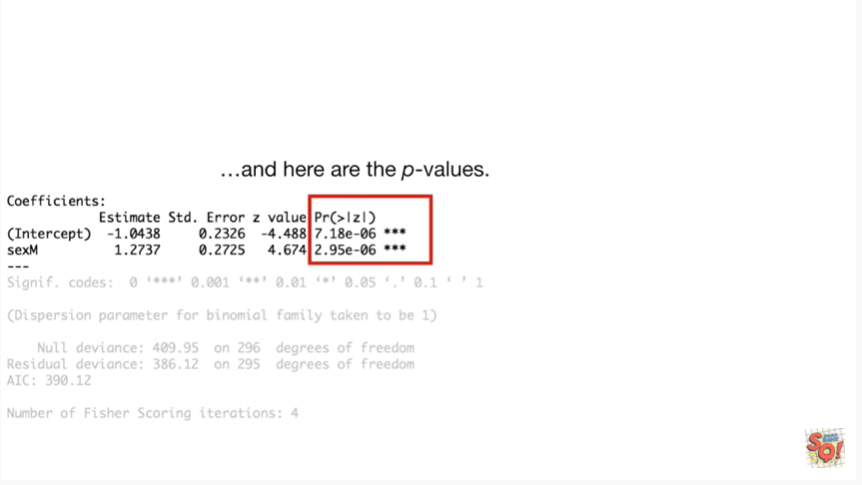 ...and here are the p-values.
Coefficients:
Estimate Std. Error z value Pr(>|z|)
(Intercept) -1.0438 0.2326 -4.488 7.18e-06 ***
sexM 1.2737 0.2725 4.674 2.95e-06 ***
---
Signif. codes: 0 ‘***’ 0.001 ‘**’ 0.01 ‘*’ 0.05 ‘.’ 0.1 ‘ ’ 1
(Dispersion parameter for binomial family taken to be 1)
Null deviance: 409.95 on 296 degrees of freedom
Residual deviance: 386.12 on 295 degrees of freedom
AIC: 390.12
Number of Fisher Scoring iterations: 4
SQ!